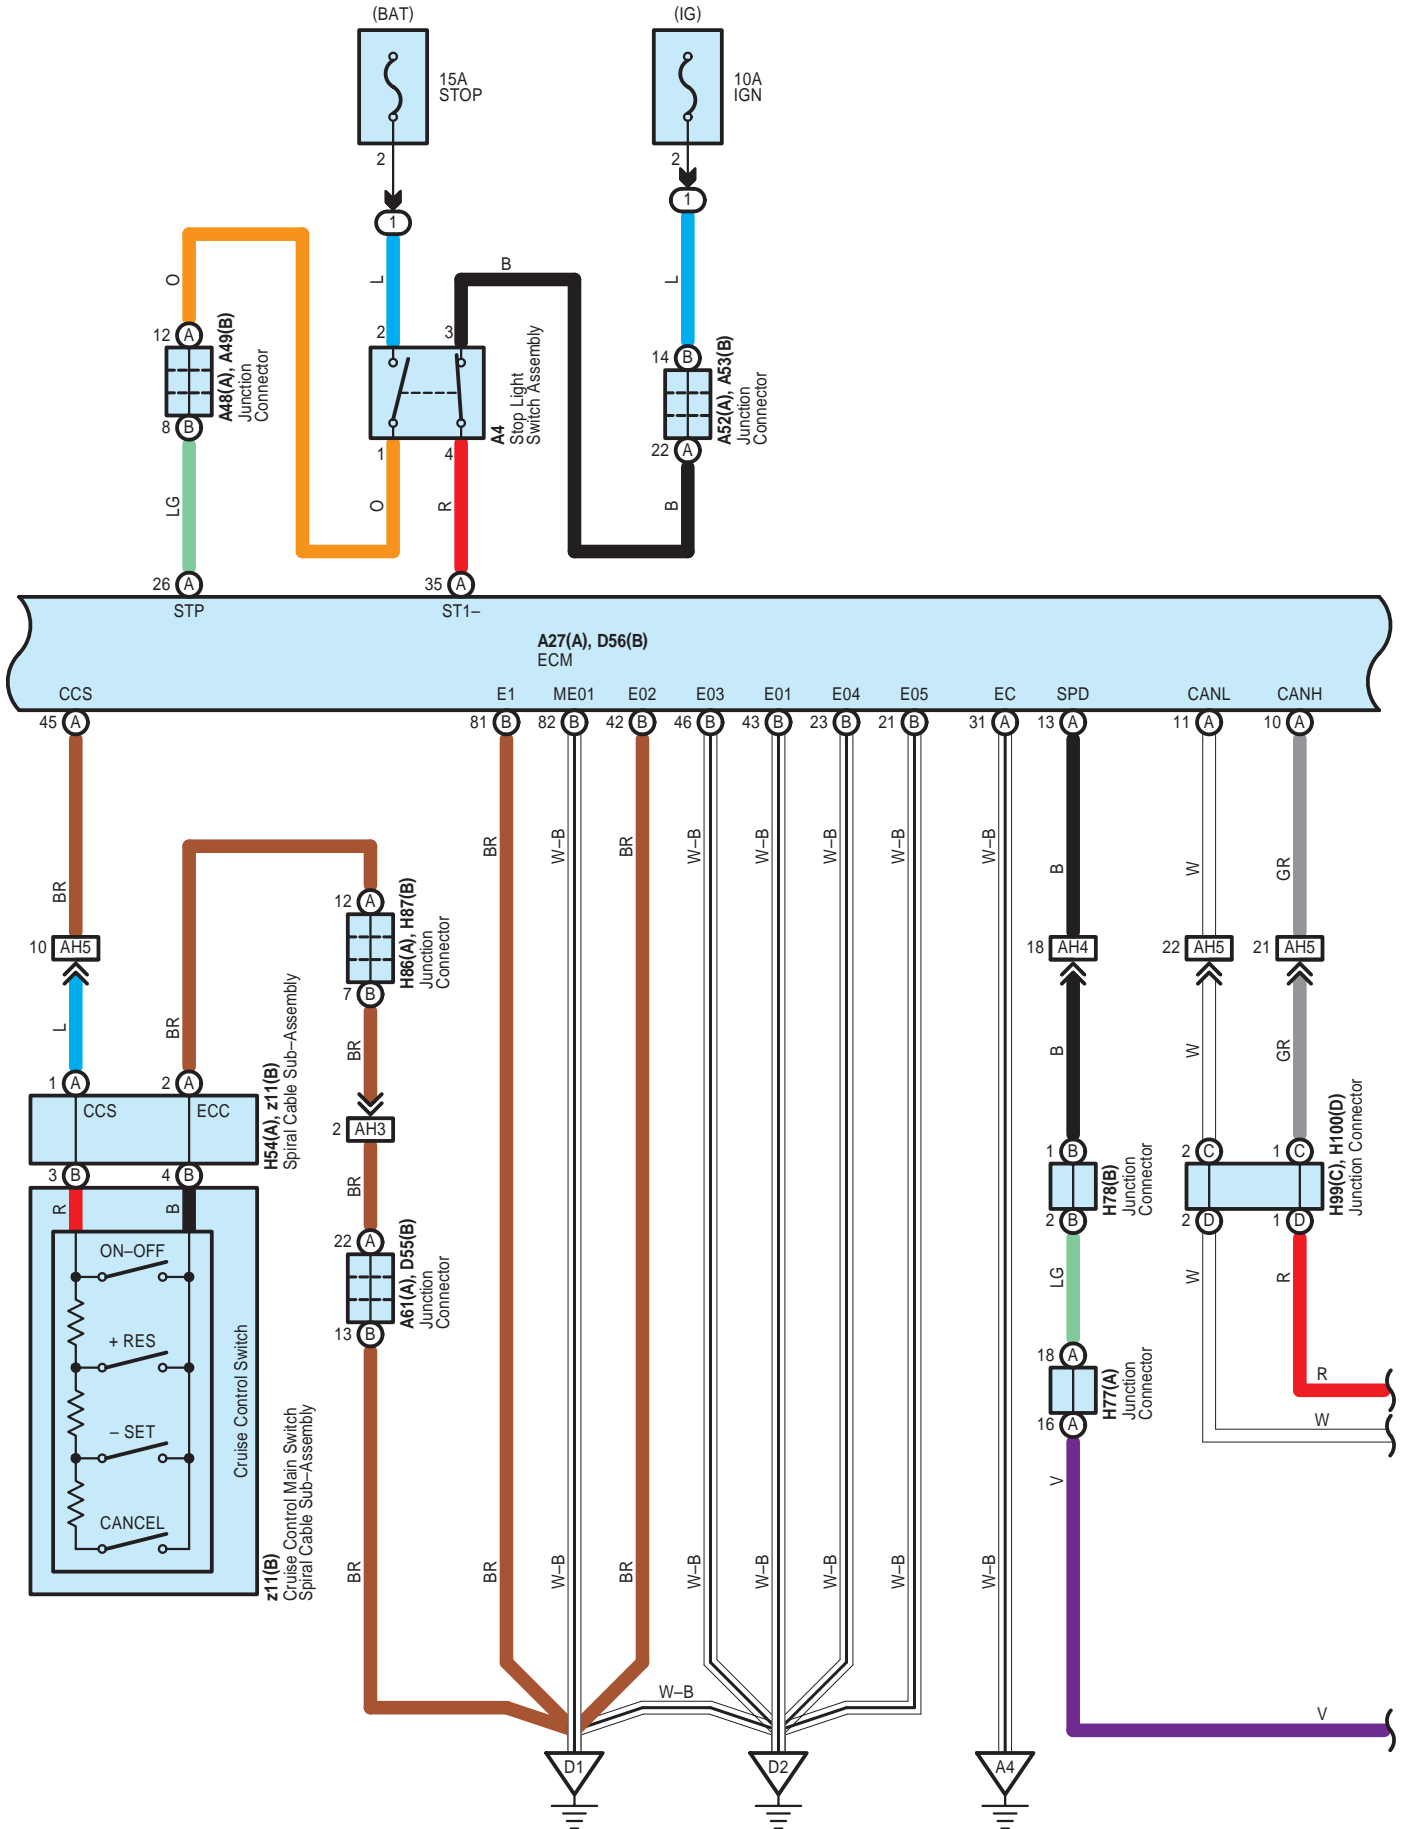 (BAT)
(IG)
15A
STOP
10A
IGN
2
2
1
1
O
L
B
L
12
A
2
3
14
B
A48(A), A49(B)
Junction
Connector
A4
Stop Light
Switch Assembly
A52(A), A53(B)
Junction
Connector
8
B
1
4
22
A
LG
O
R
B
26
A
35
A
STP
ST1–
A27(A), D56(B)
ECM
CCS
E1
ME01
E02
E03
E01
E04
E05
EC
SPD
CANL
CANH
45
A
81
B
82
B
42
B
46
B
43
B
23
B
21
B
31
A
13
A
11
A
10
A
BR
BR
W–B
BR
W–B
W–B
W–B
W–B
W–B
B
W
GR
12
A
H86(A), H87(B)
Junction
Connector
10
AH5
18
AH4
22
AH5
21
AH5
7
B
L
BR
BR
B
W
GR
1
A
2
A
CCS
ECC
H54(A), z11(B)
Spiral Cable Sub–Assembly
2
AH3
1
B
2
C
1
C
H78(B)
Junction
Connector
H99(C), H100(D)
Junction Connector
3
B
4
B
R
B
BR
2
B
2
D
1
D
22
A
A61(A), D55(B)
Junction
Connector
13
B
ON–OFF
+ RES
– SET
CANCEL
Cruise Control Switch
z11(B)
Cruise Control Main Switch
Spiral Cable Sub–Assembly
LG
W
R
18
A
H77(A)
Junction
Connector
16
A
R
W
V
BR
BR
W–B
BR
W–B
W–B
W–B
W–B
W–B
W–B
V
D1
D2
A4